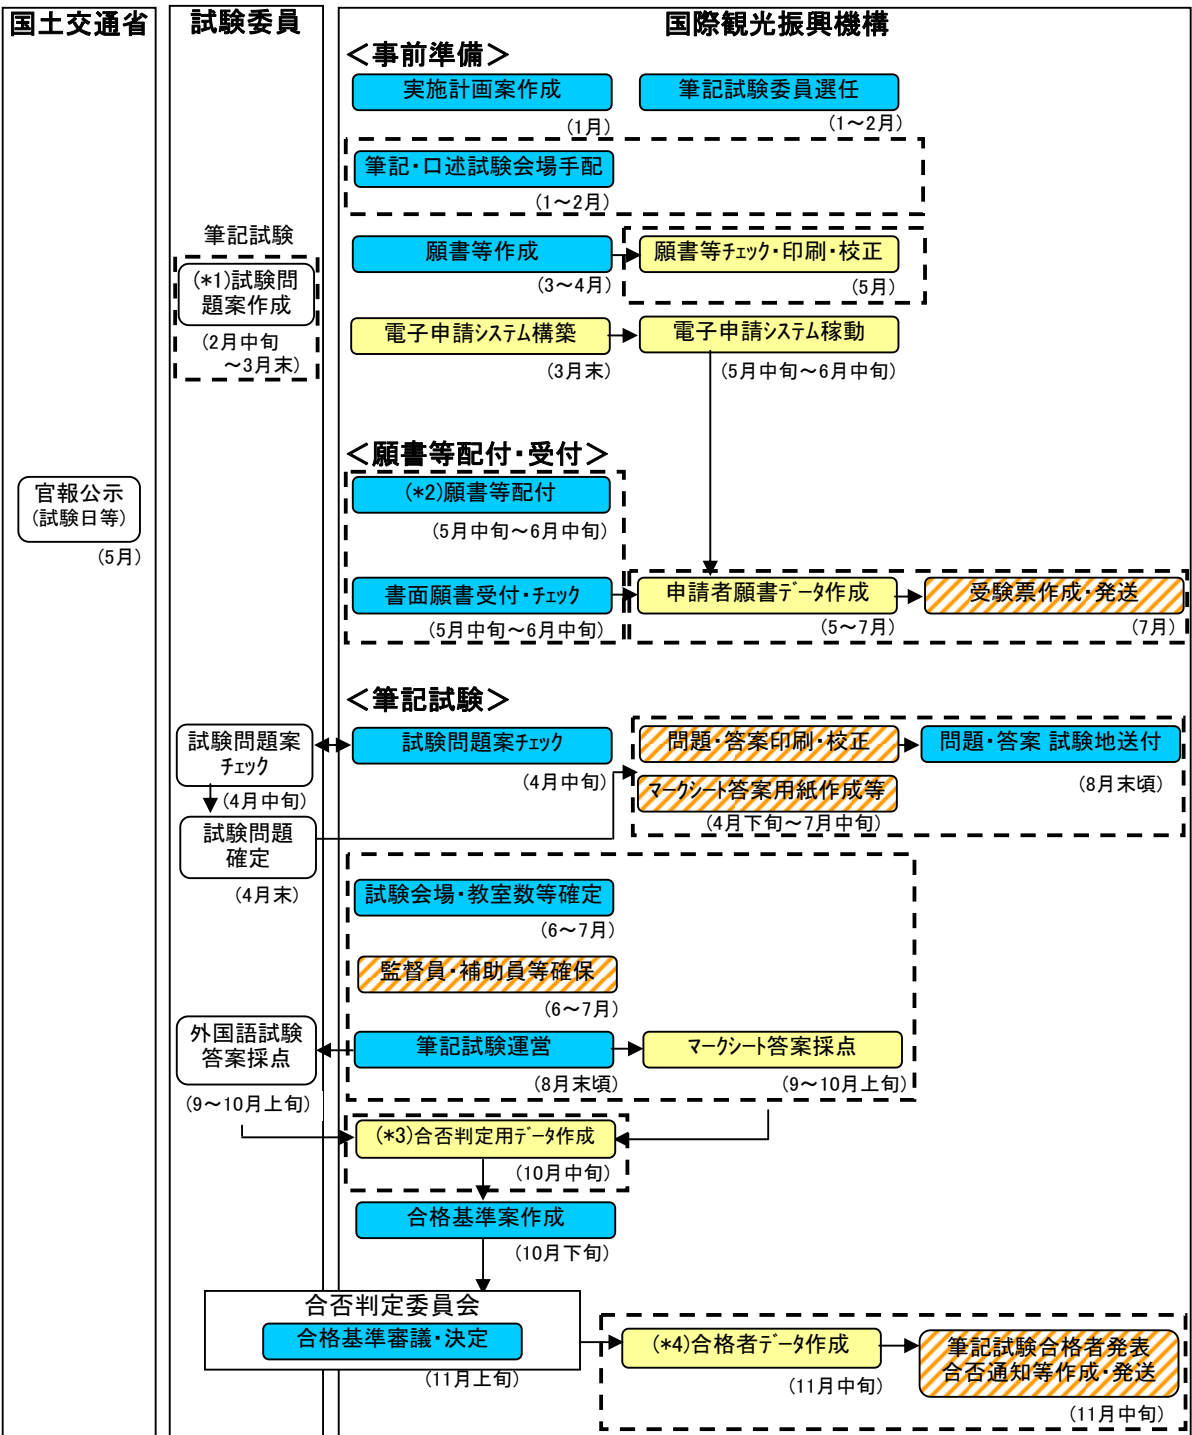 国土交通省
試験委員
国際観光振興機構
＜事前準備＞
実施計画案作成
(1月)
筆記試験委員選任
(1～2月)
筆記・口述試験会場手配
(1～2月)
筆記試験
(*1)試験問
題案作成
(2月中旬
～3月末)
願書等作成
(3～4月)
願書等ﾁｪｯｸ・印刷・校正
(5月)
電子申請ｼｽﾃﾑ構築
(3月末)
電子申請ｼｽﾃﾑ稼動
(5月中旬～6月中旬)
＜願書等配付・受付＞
官報公示
(試験日等)
(5月)
(*2)願書等配付
(5月中旬～6月中旬)
書面願書受付・ﾁｪｯｸ
(5月中旬～6月中旬)
申請者願書ﾃﾞｰﾀ作成
(5～7月)
受験票作成・発送
(7月)
＜筆記試験＞
試験問題案
ﾁｪｯｸ
(4月中旬)
試験問題案ﾁｪｯｸ
(4月中旬)
問題・答案印刷・校正
ﾏｰｸｼｰﾄ答案用紙作成等
(4月下旬～7月中旬)
問題・答案 試験地送付
(8月末頃)
試験問題
確定
(4月末)
試験会場・教室数等確定
(6～7月)
監督員・補助員等確保
(6～7月)
外国語試験
答案採点
(9～10月上旬)
筆記試験運営
(8月末頃)
ﾏｰｸｼｰﾄ答案採点
(9～10月上旬)
(*3)合否判定用ﾃﾞｰﾀ作成
(10月中旬)
合格基準案作成
(10月下旬)
合否判定委員会
合格基準審議・決定
(11月上旬)
(*4)合格者ﾃﾞｰﾀ作成
(11月中旬)
筆記試験合格者発表
合否通知等作成・発送
(11月中旬)